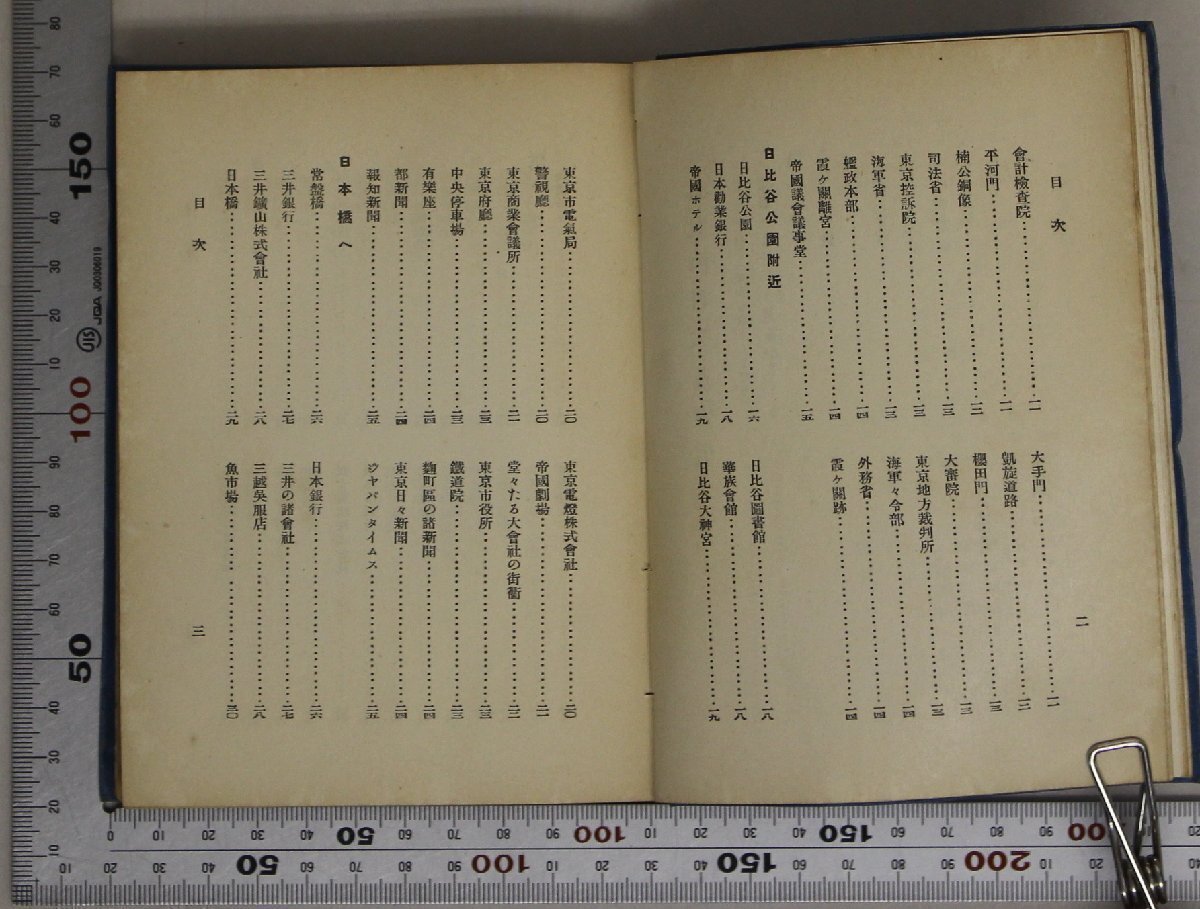 目次
會計檢査院・・・一一
平河門・・・一一
楠公銅像・・・一二
司法省・・・一三
東京控訴院・・・一三
海軍省・・・一三
艦政本部・・・一四
霞ケ關離宮・・・一四
帝國議會議事堂・・・一五
大手門・・・一一
凱旋道路・・・一二
櫻田門・・・一三
大審院・・・一三
東京地方裁判所・・・一三
海軍々令部・・・一四
外務省・・・一四
霞ケ關跡・・・一四
日比谷公園附近
日比谷公園・・・一六
日本勸業銀行・・・一八
帝國ホテル・・・一九
日比谷圖書館・・・一八
華族會館・・・一八
日比谷大神宮・・・一九
二
東京市電氣局・・・二〇
警視廳・・・二〇
東京商業會議所・・・二一
東京府廳・・・二三
中央停車場・・・二三
有樂座・・・二四
都新聞・・・二四
報知新聞・・・二五
東京電燈株式會社・・・二〇
帝國劇場・・・二一
堂々たる大會社の街衢・・・二二
東京市役所・・・二三
鐵道院・・・二三
麹町區の諸新聞・・・二四
東京日々新聞・・・二四
ジヤパンタイムス・・・二五
日本橋へ
常盤橋・・・二六
三井銀行・・・二七
三井鑛山株式會社・・・二八
日本橋・・・二九
日本銀行・・・二六
三井の諸會社・・・二七
三越吳服店・・・二八
魚市場・・・三〇
目次
三
JIS JQA J00306019